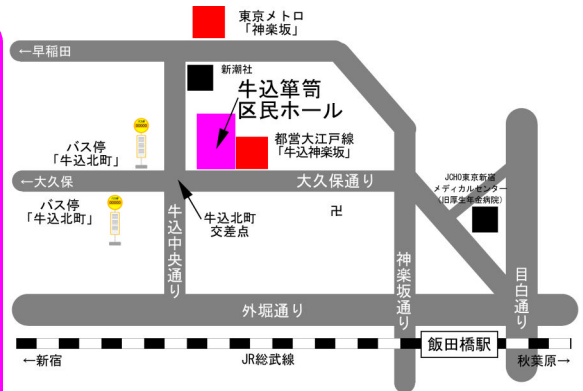 東京メトロ
「神楽坂」
←早稲田
新潮社
牛込箪笥
区民ホール
都営大江戸線
「牛込神楽坂」
バス停
「牛込北町」
JCHO東京新宿
メディカルセンター
(旧厚生年金病院)
←大久保
大久保通り
バス停
「牛込北町」
牛込北町
交差点
卍
牛込中央通り
神楽坂通り
目白通り
外堀通り
飯田橋駅
←新宿
JR総武線
秋葉原→